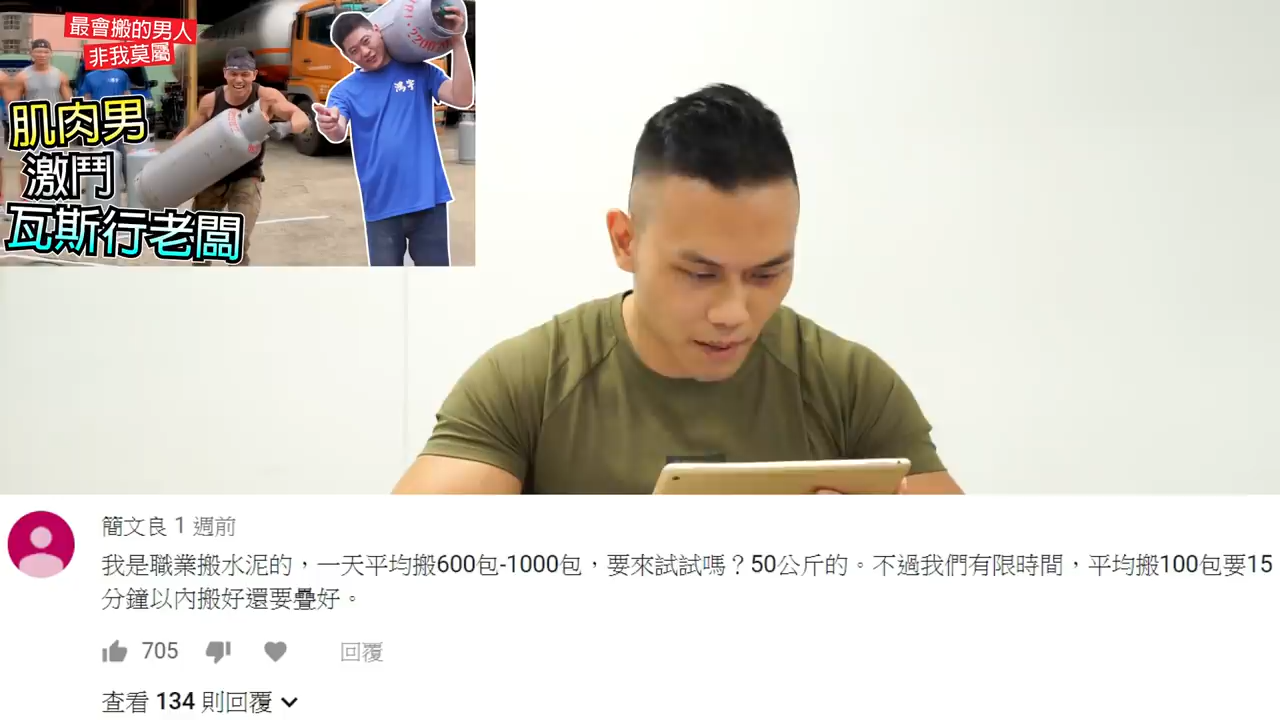 最會搬的男人
非我莫屬
肌肉男
激鬥
瓦斯行老闆
鴻宇
簡文良 1 週前
我是職業搬水泥的，一天平均搬600包-1000包，要來試試嗎？50公斤的。不過我們有限時間，平均搬100包要15
分鐘以內搬好還要疊好。
705
回覆
查看 134 則回覆